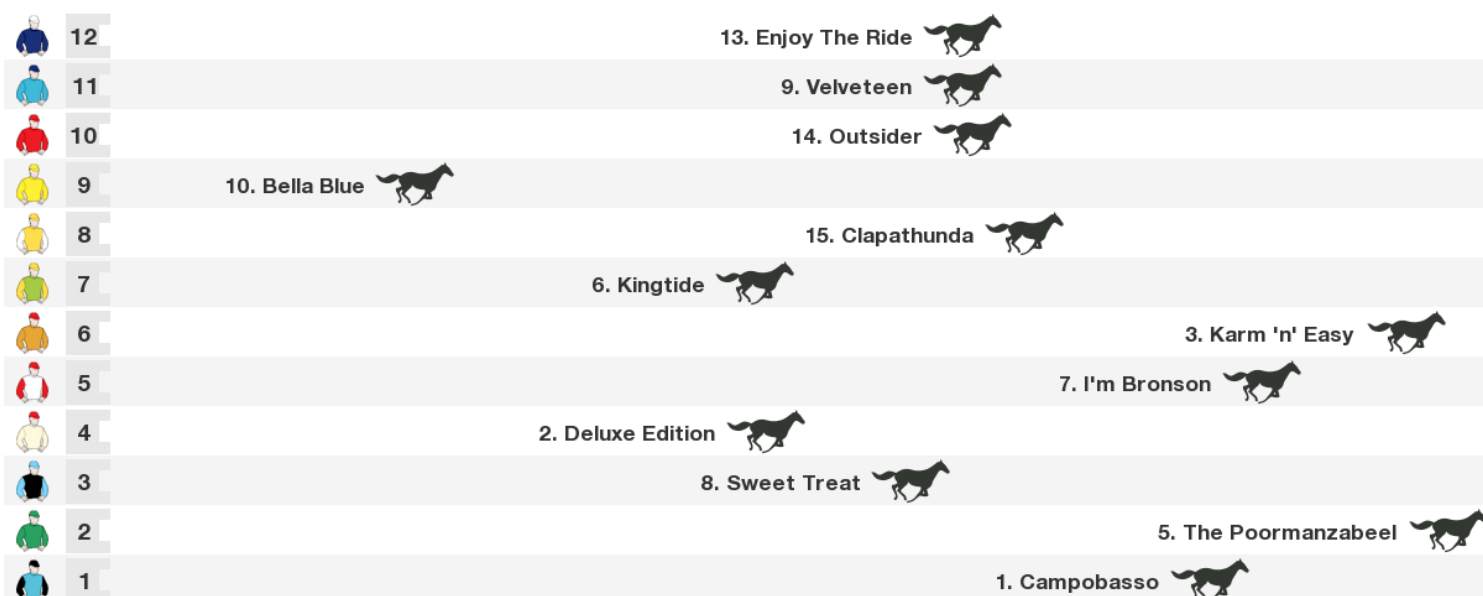 12 13. Enjoy The Ride
11 9. Velveteen
10 14. Outsider
9 10. Bella Blue
8 15. Clapathunda
7 6. Kingtide
6 3. Karm 'n' Easy
5 7. I'm Bronson
4 2. Deluxe Edition
3 8. Sweet Treat
2 5. The Poormanzabeel
1 1. Campobasso